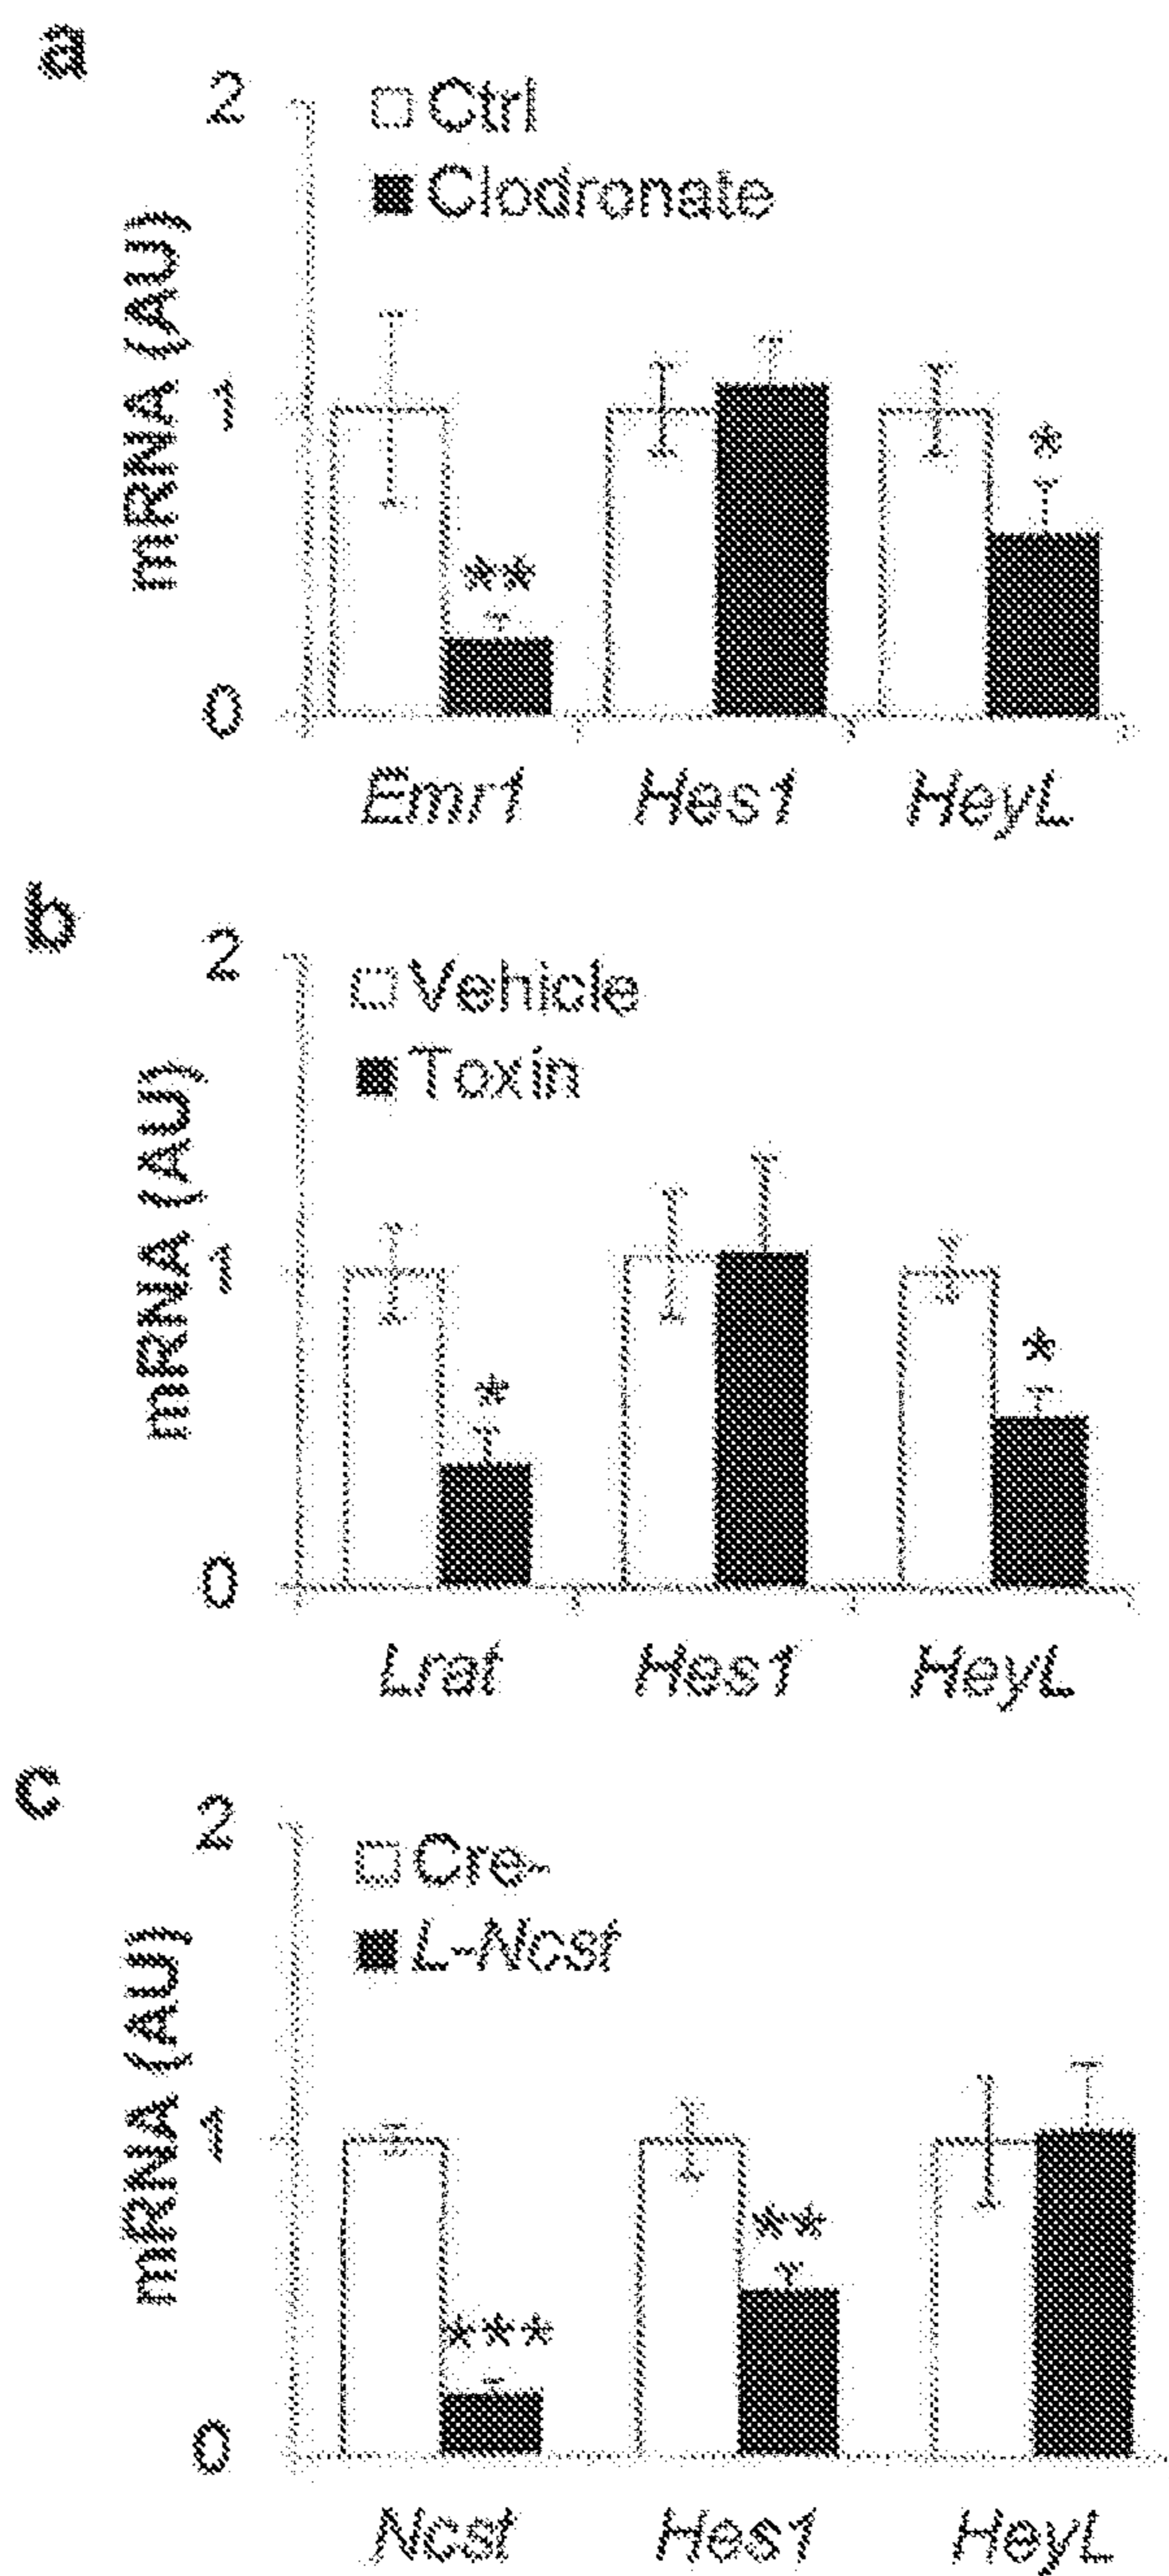 a
2
Ctrl
Clodronate
mRNA (AU)
1
**
*
0
Emr1 Hes1 HeyL
b
2
Vehicle
Toxin
mRNA (AU)
1
*
*
0
Lrat Hes1 HeyL
c
2
Cre-
L-Ncst
mRNA (AU)
1
**
***
0
Ncst Hes1 HeyL